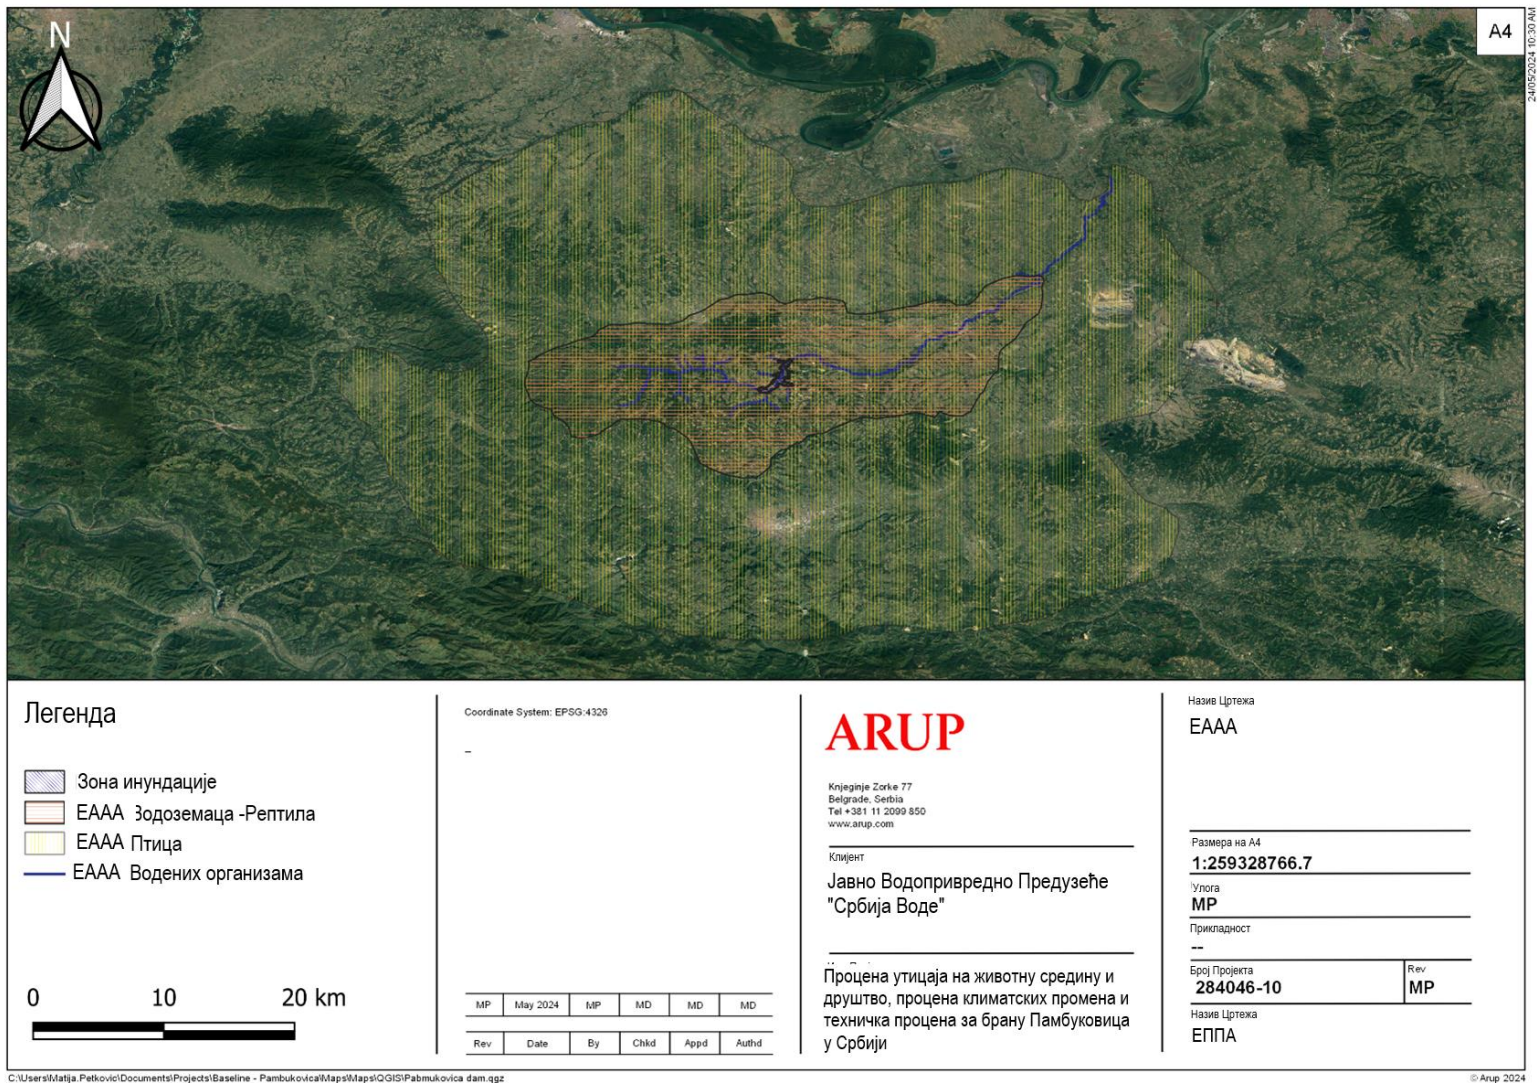 N
A4
24/05/2024 10:30 AM
Легенда
Зона инундације
ЕААА Водоземаца -Рептила
ЕААА Птица
ЕААА Водених организама
0 10 20 km
Coordinate System: EPSG:4326
–
MP May 2024 MP MD MD MD
Rev Date By Chkd Appd Authd
ARUP
Knjeginje Zorke 77
Belgrade, Serbia
Tel +381 11 2099 850
www.arup.com
Клијент
Јавно Водопривредно Предузеће
"Србија Воде"
Процена утицаја на животну средину и
друштво, процена климатских промена и
техничка процена за брану Памбуковица
у Србији
Назив Цртежа
ЕААА
Размера на А4
1:259328766.7
Улога
MP
Прикладност
--
Број Пројекта
284046-10
Rev
MP
Назив Цртежа
ЕППА
C:\Users\Matija.Petkovic\Documents\Projects\Baseline - Pambukovica\Maps\Maps\QGIS\Pabmukovica dam.qgz
© Arup 2024